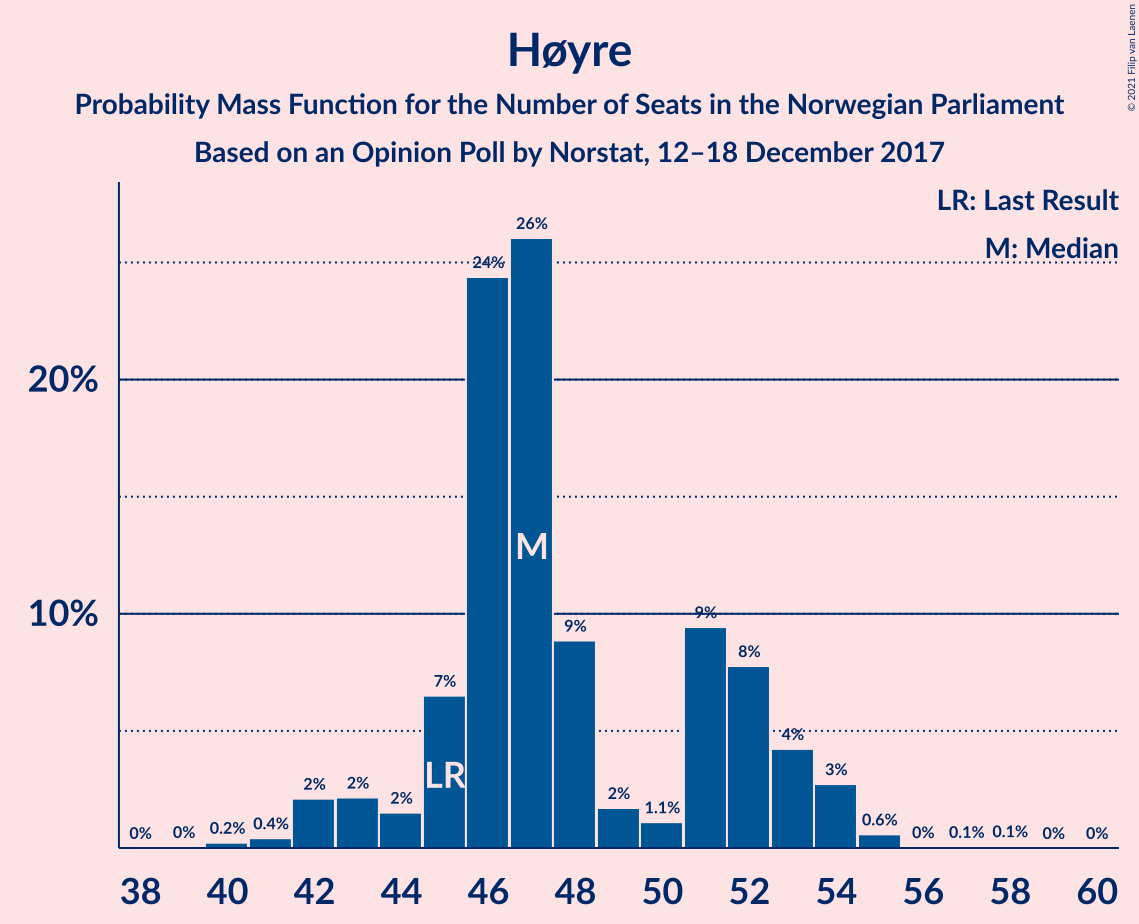 Høyre
Probability Mass Function for the Number of Seats in the Norwegian Parliament
Based on an Opinion Poll by Norstat, 12–18 December 2017
© 2021 Filip van Laenen
LR: Last Result
M: Median
20%
10%
0% 0% 0.2% 0.4% 2% 2% 2% 7% 24% 26% 9% 2% 1.1% 9% 8% 4% 3% 0.6% 0% 0.1% 0.1% 0% 0%
LR M
38 40 42 44 46 48 50 52 54 56 58 60